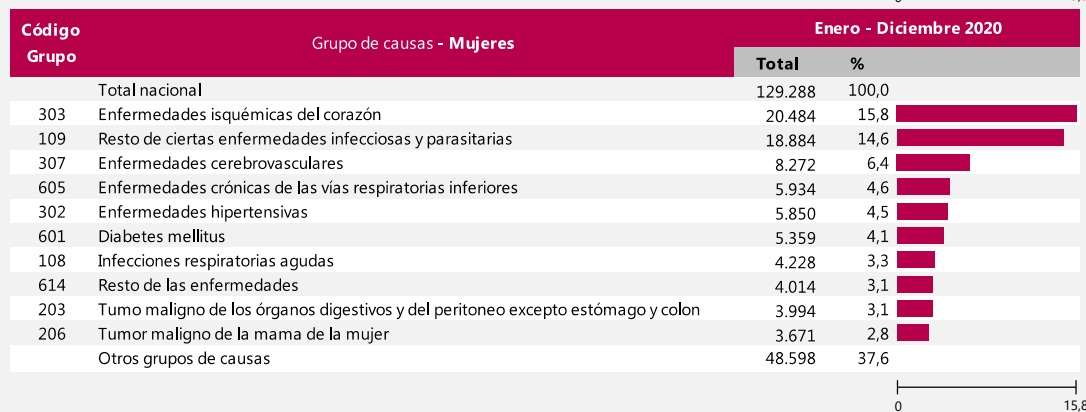 Código Grupo Grupo de causas - Mujeres Enero - Diciembre 2020
Total %
Total nacional 129.288 100,0
303 Enfermedades isquémicas del corazón 20.484 15,8
109 Resto de ciertas enfermedades infecciosas y parasitarias 18.884 14,6
307 Enfermedades cerebrovasculares 8.272 6,4
605 Enfermedades crónicas de las vías respiratorias inferiores 5.934 4,6
302 Enfermedades hipertensivas 5.850 4,5
601 Diabetes mellitus 5.359 4,1
108 Infecciones respiratorias agudas 4.228 3,3
614 Resto de las enfermedades 4.014 3,1
203 Tumo maligno de los órganos digestivos y del peritoneo excepto estómago y colon 3.994 3,1
206 Tumor maligno de la mama de la mujer 3.671 2,8
Otros grupos de causas 48.598 37,6
0 15,8